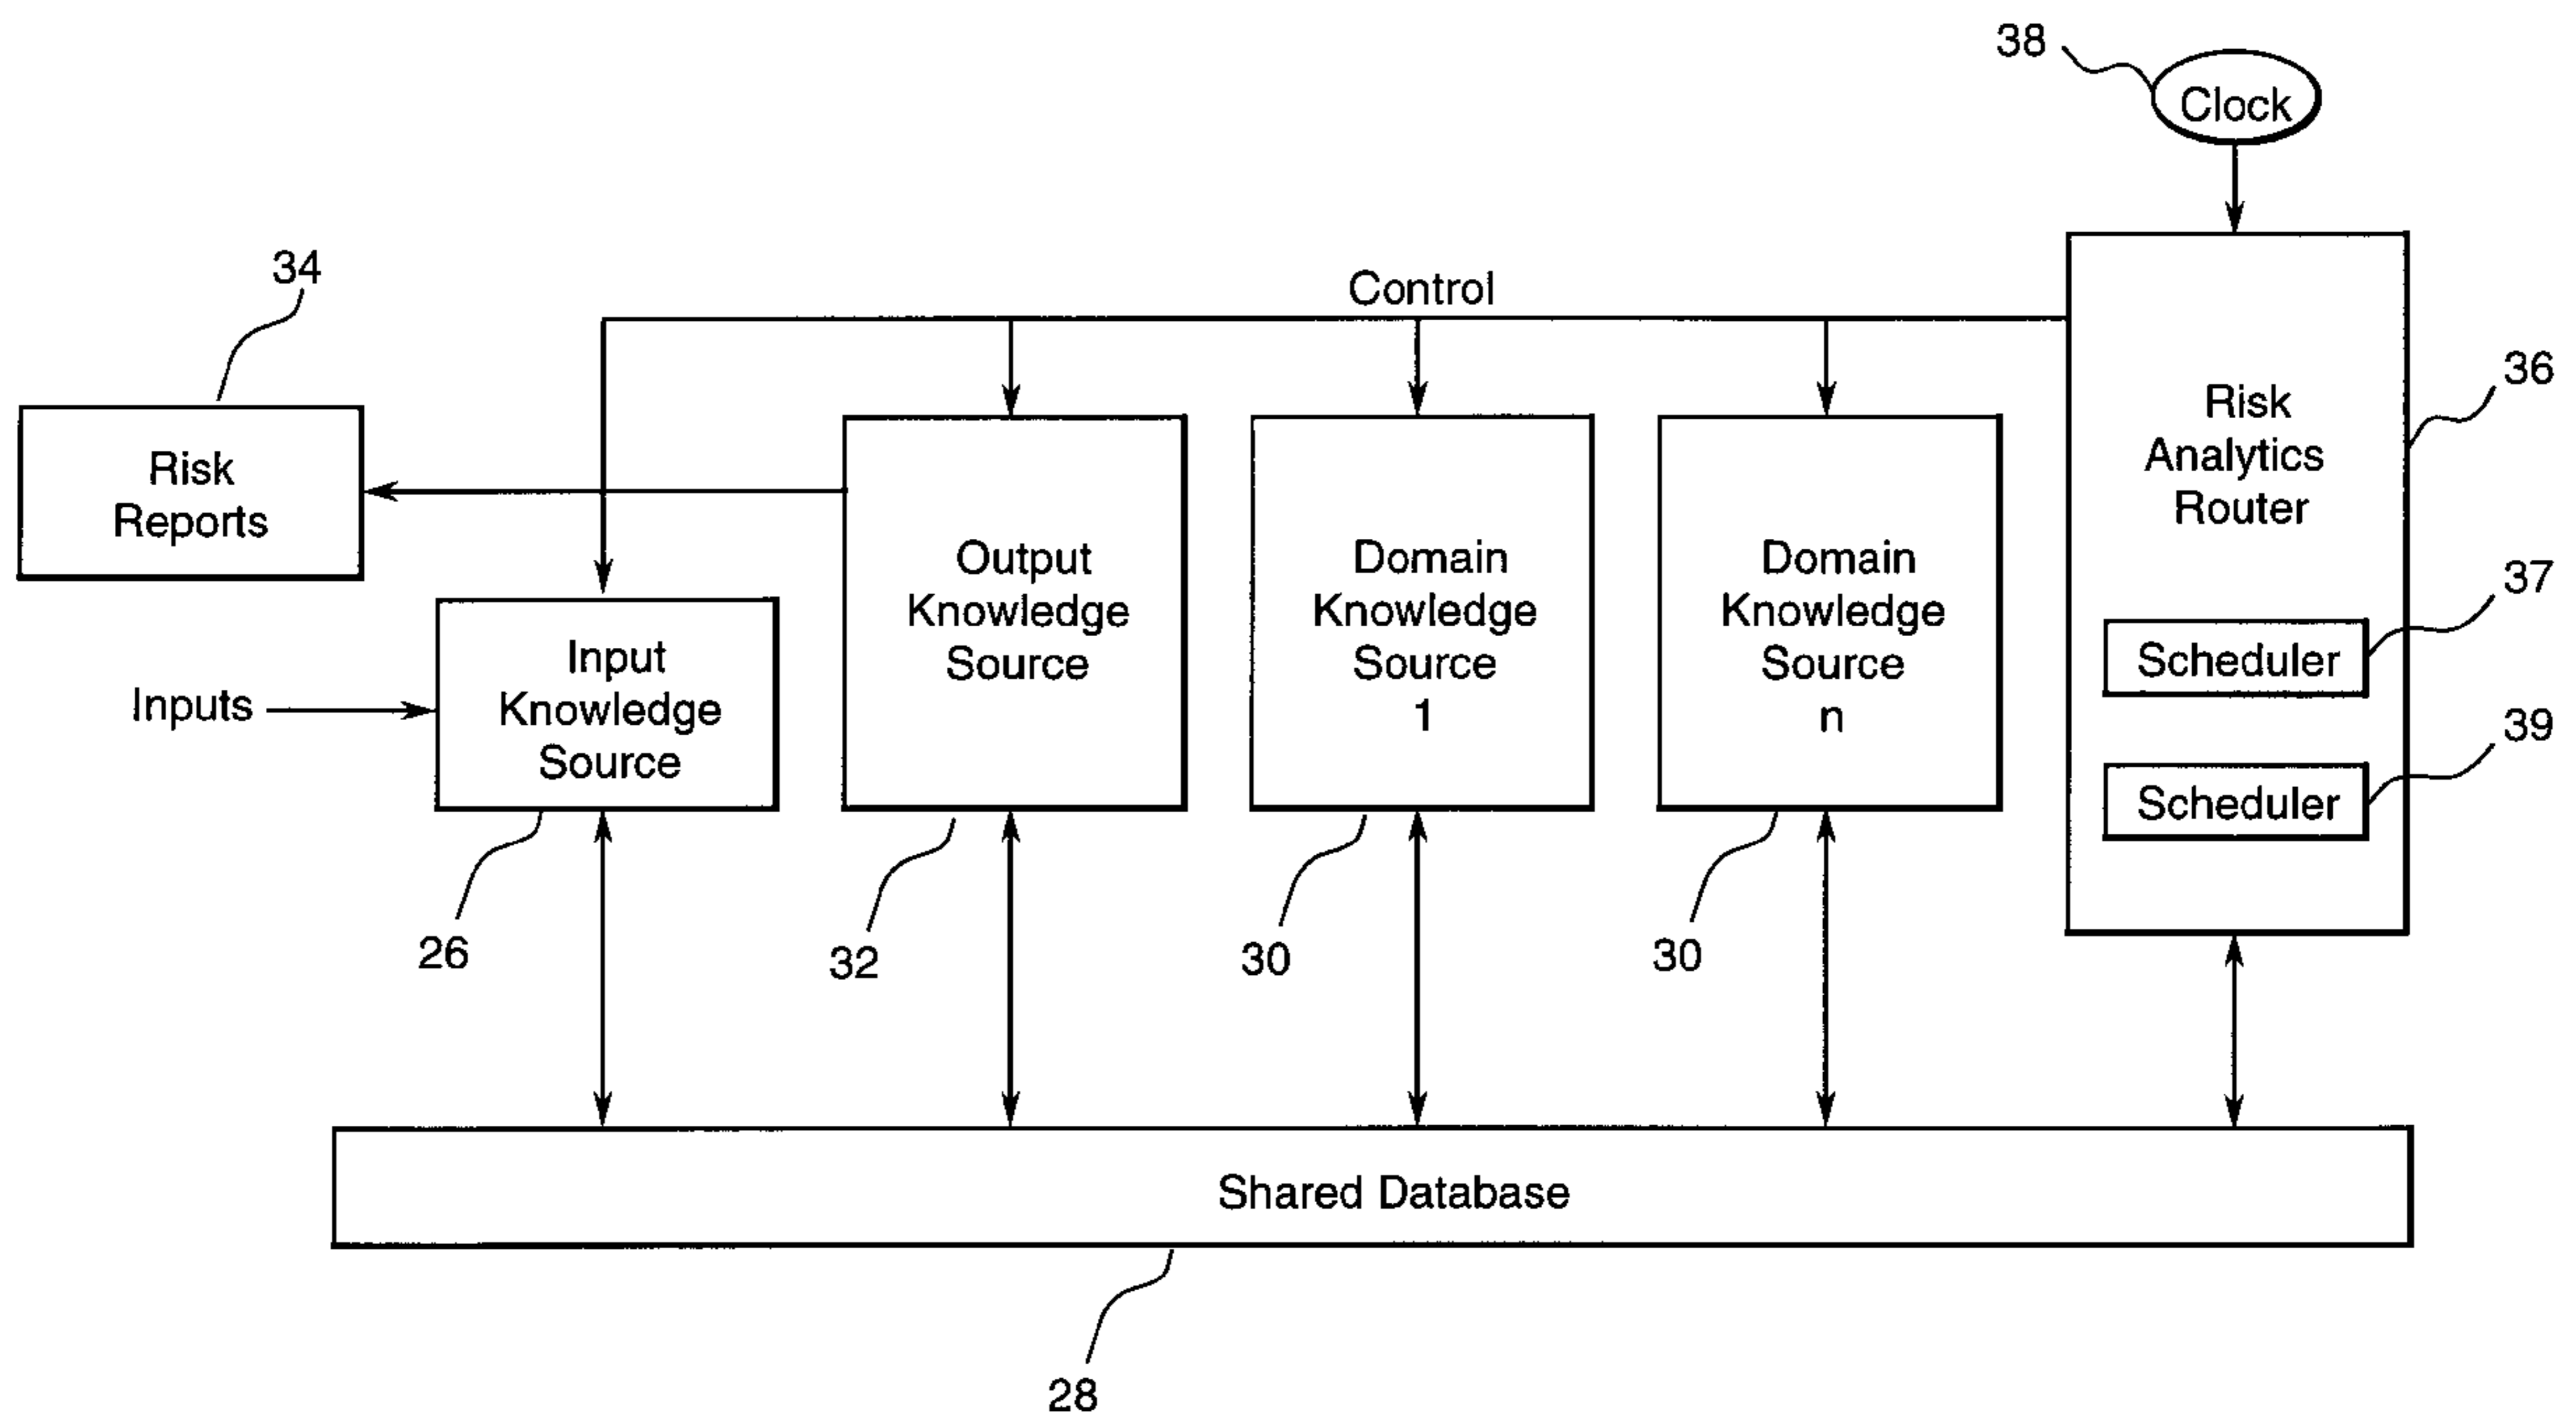 38
Clock
34
Control
36
Risk
Analytics
Router
Risk
Reports
Output
Knowledge
Source
Domain
Knowledge
Source
1
Domain
Knowledge
Source
n
37
Scheduler
Inputs
Input
Knowledge
Source
39
Scheduler
26
32
30
30
Shared Database
28